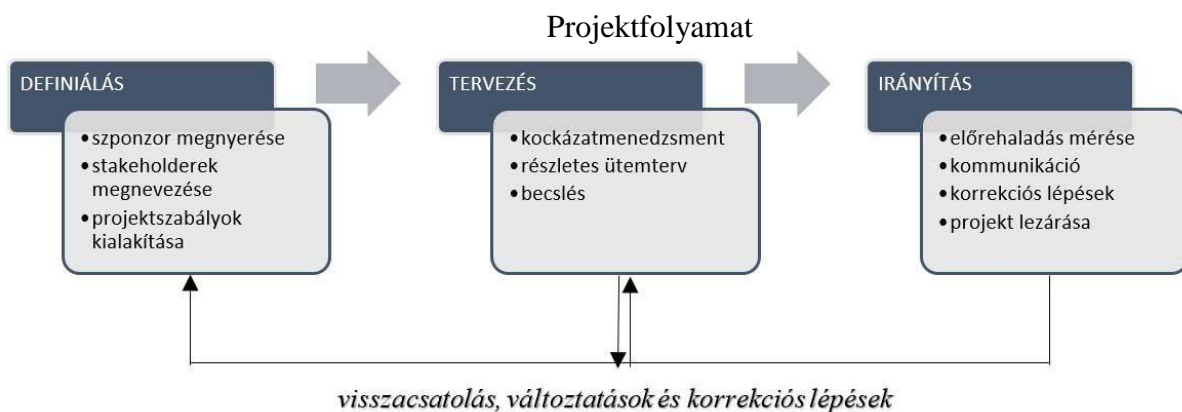 Projektfolyamat
DEFINIÁLÁS
•szponzor megnyerése
•stakeholderek
megnevezése
•projektszabályok
kialakítása
TERVEZÉS
•kockázatmenedzsment
•részletes ütemterv
•becslés
IRÁNYÍTÁS
•előrehaladás mérése
•kommunikáció
•korrekciós lépések
•projekt lezárása
visszacsatolás, változtatások és korrekciós lépések